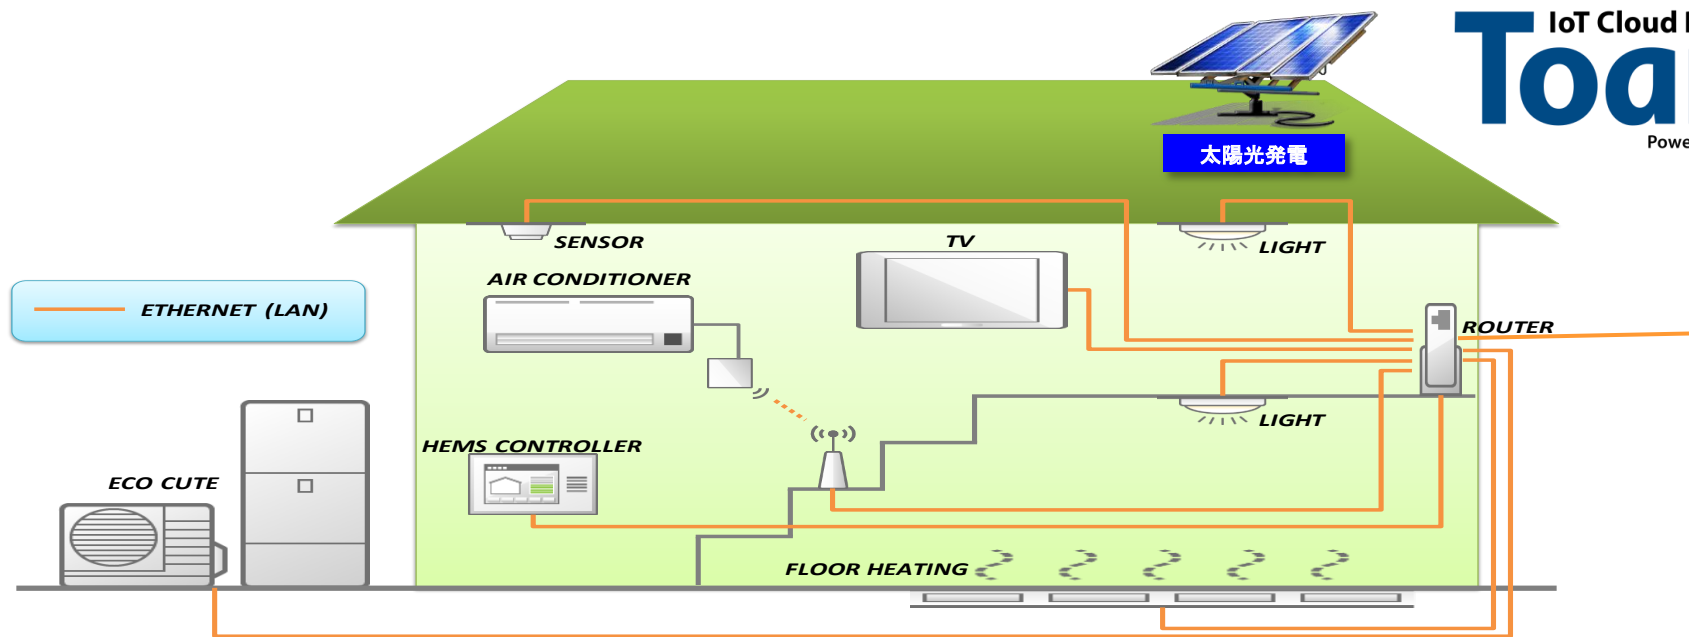 IoT Cloud
Toa
Powe
太陽光発電
SENSOR
TV
LIGHT
AIR CONDITIONER
ETHERNET (LAN)
ROUTER
LIGHT
HEMS CONTROLLER
ECO CUTE
FLOOR HEATING